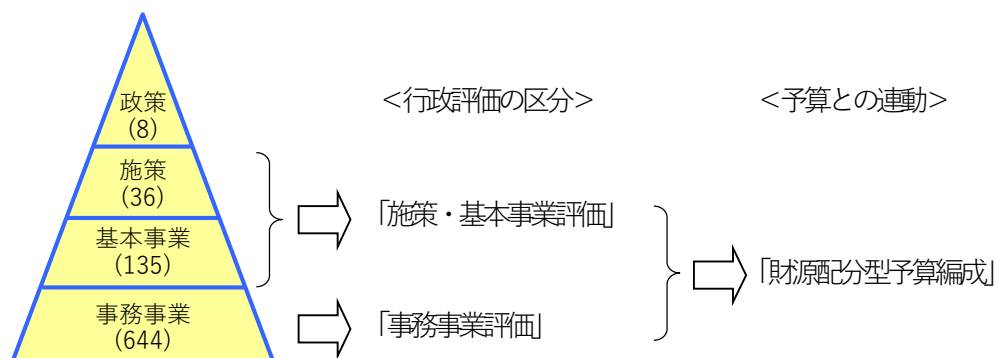 政策
(8)
施策
(36)
基本事業
(135)
事務事業
(644)
＜行政評価の区分＞
「施策・基本事業評価」
「事務事業評価」
＜予算との連動＞
「財源配分型予算編成」